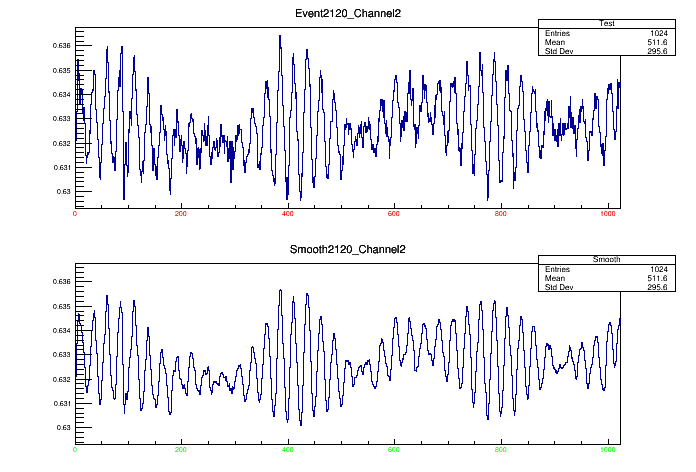 Event2120_Channel2
Test
Entries 1024
Mean 511.6
Std Dev 295.6
0.636
0.635
0.634
0.633
0.632
0.631
0.63
0 200 400 600 800 1000
Smooth2120_Channel2
Smooth
Entries 1024
Mean 511.6
Std Dev 295.6
0.636
0.635
0.634
0.633
0.632
0.631
0.63
0 200 400 600 800 1000